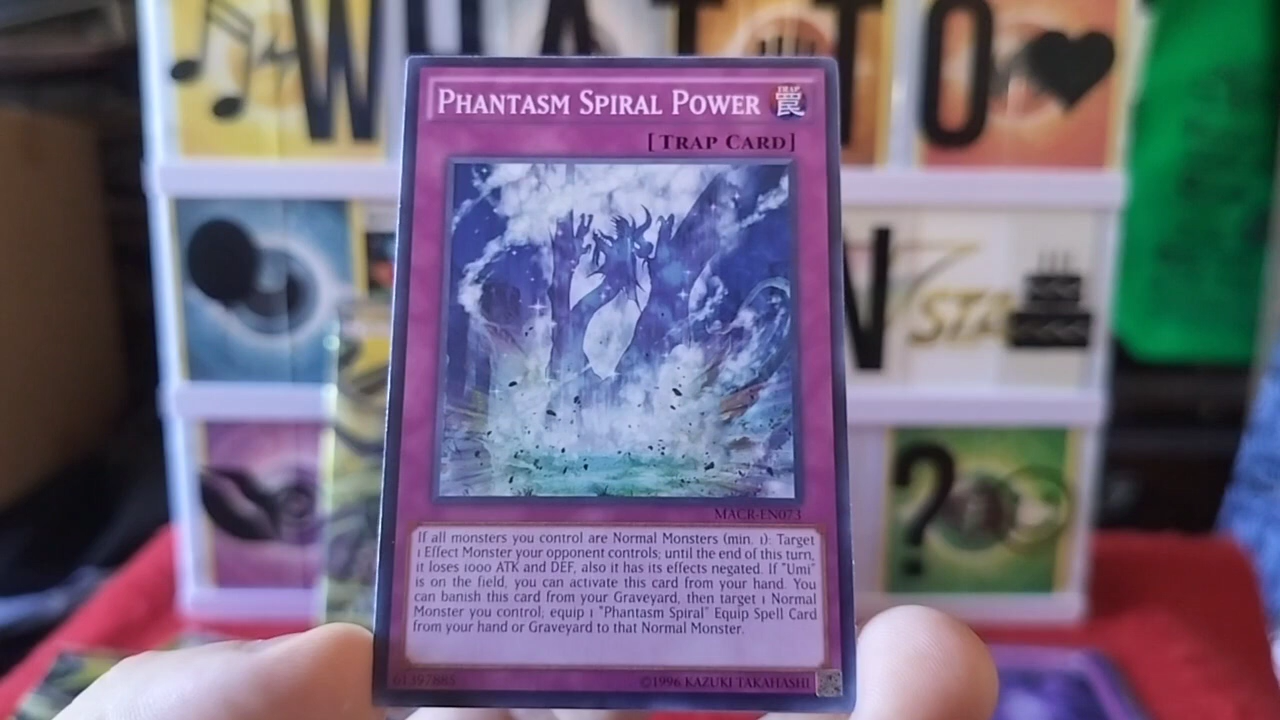 WHAT TO
PHANTASM SPIRAL POWER
TRAP
罠
[TRAP CARD]
N
STA
?
MACR-EN073
If all monsters you control are Normal Monsters (min. 1): Target
1 Effect Monster your opponent controls; until the end of this turn,
it loses 1000 ATK and DEF, also it has its effects negated. If "Umi"
is on the field, you can activate this card from your hand. You
can banish this card from your Graveyard, then target 1 Normal
Monster you control; equip 1 "Phantasm Spiral" Equip Spell Card
from your hand or Graveyard to that Normal Monster.
61397885
©1996 KAZUKI TAKAHASHI